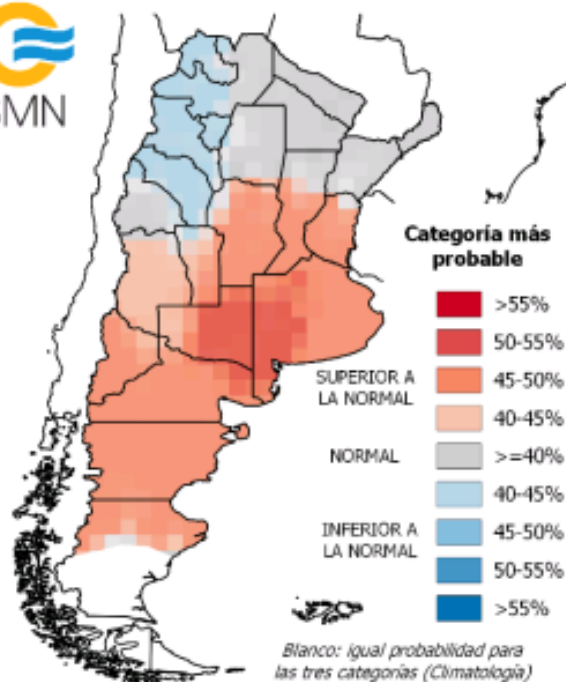 SMN
Categoría más
probable
>55%
50-55%
SUPERIOR A
LA NORMAL
45-50%
40-45%
NORMAL
>=40%
40-45%
INFERIOR A
LA NORMAL
45-50%
50-55%
>55%
Blanco: igual probabilidad para
las tres categorías (Climatología)